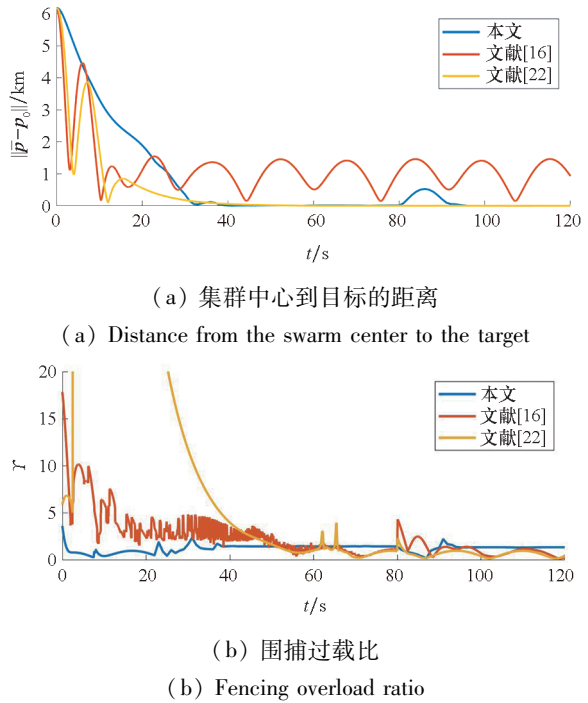 6
5
4
3
2
1
0
‖p̄−p₀‖/km
本文
文献[16]
文献[22]
0 20 40 60 80 100 120
t/s
（a）集群中心到目标的距离
（a）Distance from the swarm center to the target
20
15
10
5
0
ϒ
本文
文献[16]
文献[22]
0 20 40 60 80 100 120
t/s
（b）围捕过载比
（b）Fencing overload ratio